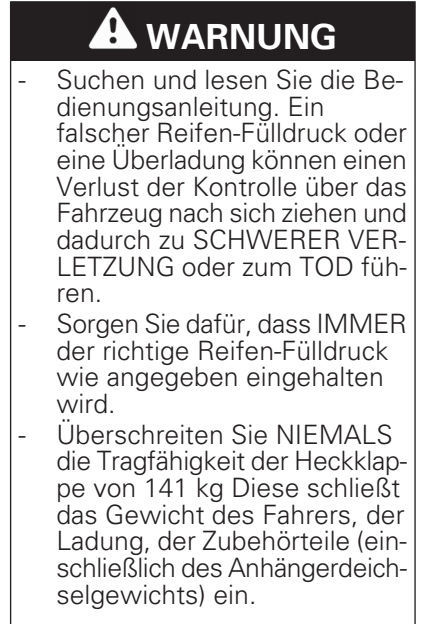 WARNUNG
- Suchen und lesen Sie die Be-
dienungsanleitung. Ein
falscher Reifen-Fülldruck oder
eine Überladung können einen
Verlust der Kontrolle über das
Fahrzeug nach sich ziehen und
dadurch zu SCHWERER VER-
LETZUNG oder zum TOD füh-
ren.
- Sorgen Sie dafür, dass IMMER
der richtige Reifen-Fülldruck
wie angegeben eingehalten
wird.
- Überschreiten Sie NIEMALS
die Tragfähigkeit der Heckklap-
pe von 141 kg Diese schließt
das Gewicht des Fahrers, der
Ladung, der Zubehörteile (ein-
schließlich des Anhängerdeich-
selgewichts) ein.